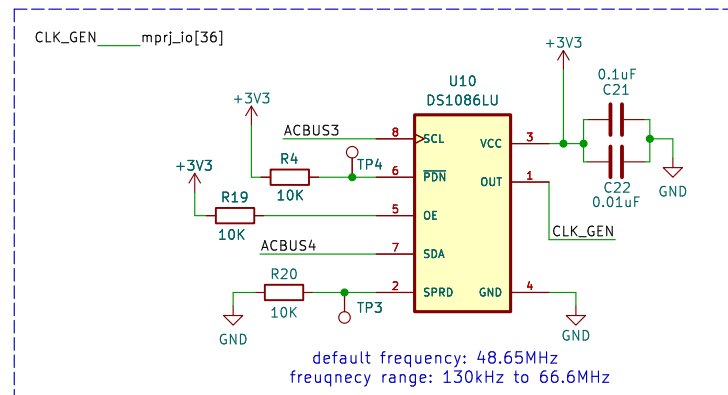 CLK_GEN mprj_io[36]
+3V3
0.1uF
C21
U10
DS1086LU
+3V3
ACBUS3
8
SCL
VCC
3
R4
TP4
6
PDN
+3V3
10K
OUT
1
C22
0.01uF
GND
R19
5
OE
10K
CLK_GEN
ACBUS4
7
SDA
R20
2
SPRD
GND
4
10K
TP3
GND
GND
default frequency: 48.65MHz
freuqnecy range: 130kHz to 66.6MHz